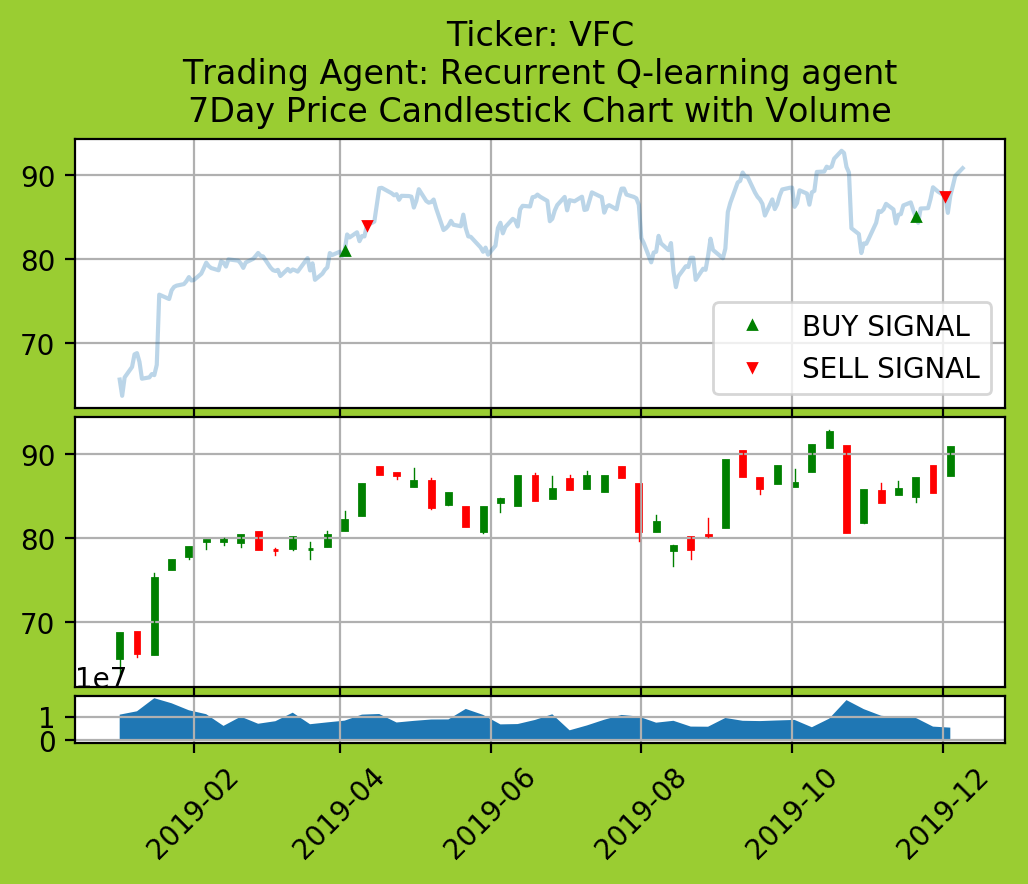 Ticker: VFC
Trading Agent: Recurrent Q-learning agent
7Day Price Candlestick Chart with Volume
90
80
70
BUY SIGNAL
SELL SIGNAL
90
80
70
1e7
1
0
2019-02
2019-04
2019-06
2019-08
2019-10
2019-12